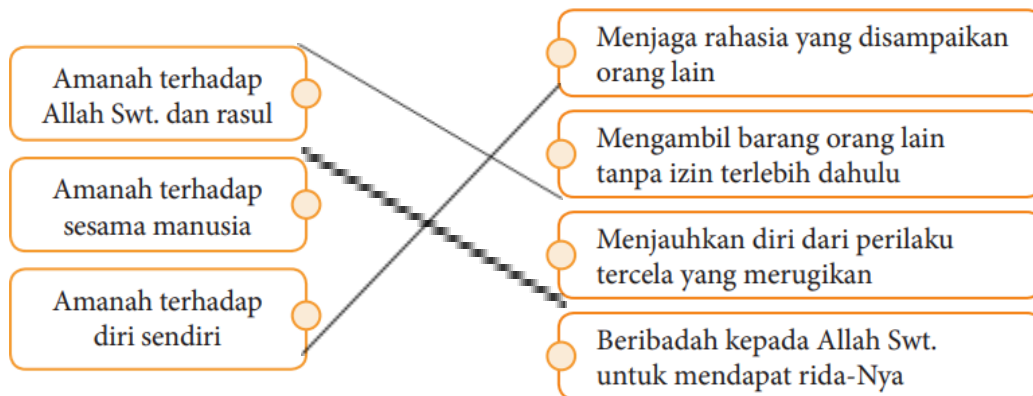 Amanah terhadap
Allah Swt. dan rasul
Amanah terhadap
sesama manusia
Amanah terhadap
diri sendiri
Menjaga rahasia yang disampaikan
orang lain
Mengambil barang orang lain
tanpa izin terlebih dahulu
Menjauhkan diri dari perilaku
tercela yang merugikan
Beribadah kepada Allah Swt.
untuk mendapat rida-Nya